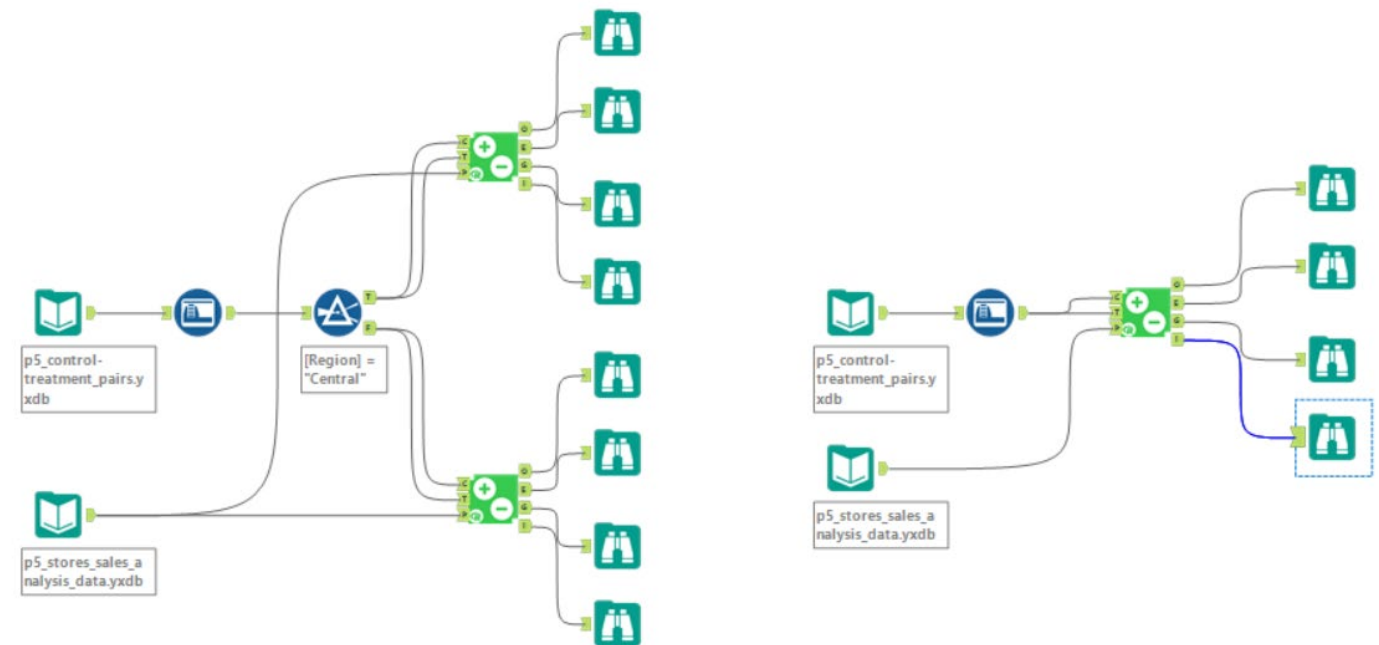 C
T
P
O
E
G
I
T
F
p5_control-
treatment_pairs.y
xdb
[Region] =
"Central"
C
T
P
O
E
G
I
p5_stores_sales_a
nalysis_data.yxdb
C
T
P
O
E
G
I
p5_control-
treatment_pairs.y
xdb
p5_stores_sales_a
nalysis_data.yxdb